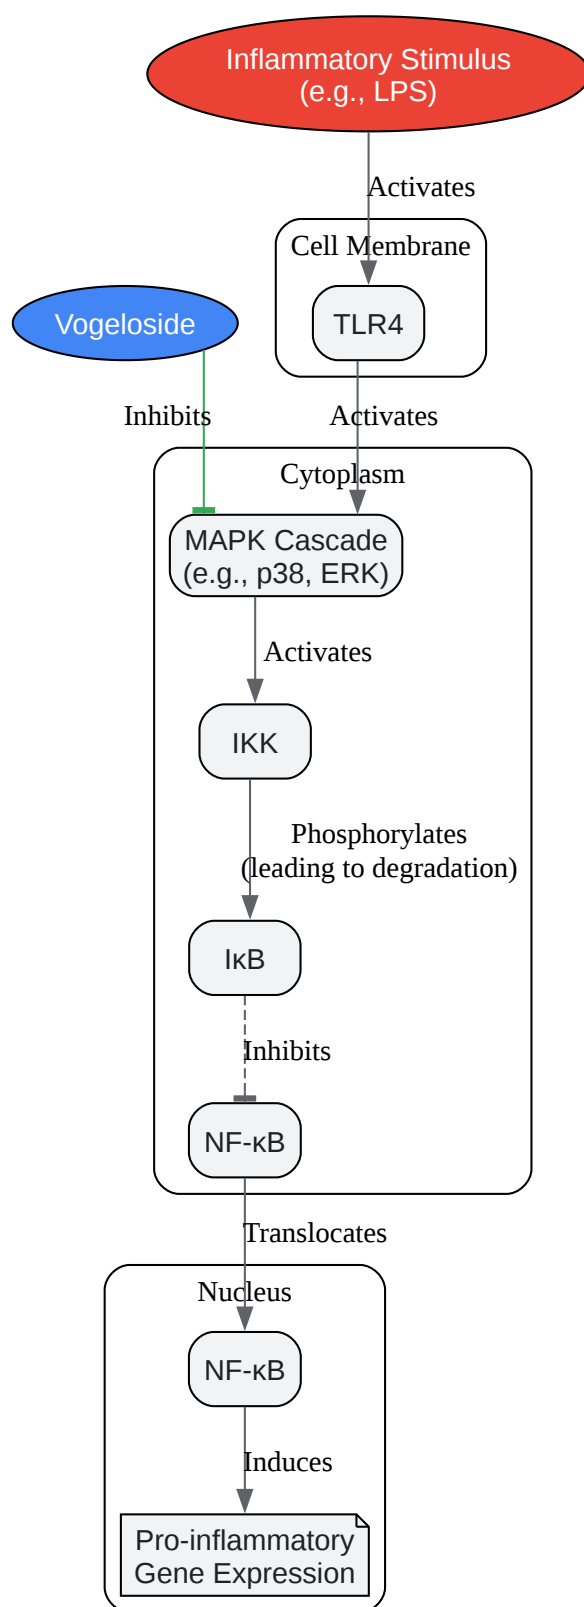 Inflammatory Stimulus
(e.g., LPS)
Activates
Cell Membrane
TLR4
Vogeloside
Inhibits
Activates
Cytoplasm
MAPK Cascade
(e.g., p38, ERK)
Activates
IKK
Phosphorylates
(leading to degradation)
IκB
Inhibits
NF-κB
Translocates
Nucleus
NF-κB
Induces
Pro-inflammatory
Gene Expression